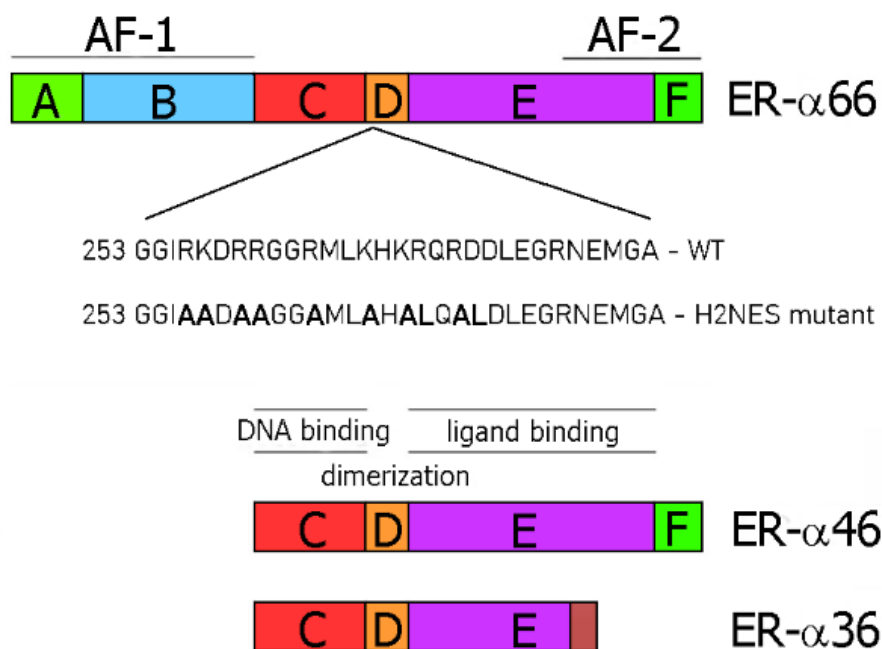 AF-1 AF-2
A B C D E F ER-α66
253 GGIRKDRRGGRMLKHKRQRDDLEGRNEMGA - WT
253 GGIAADAAGGAMLAHALQALDLEGRNEMGA - H2NES mutant
DNA binding ligand binding
dimerization
C D E F ER-α46
C D E ER-α36